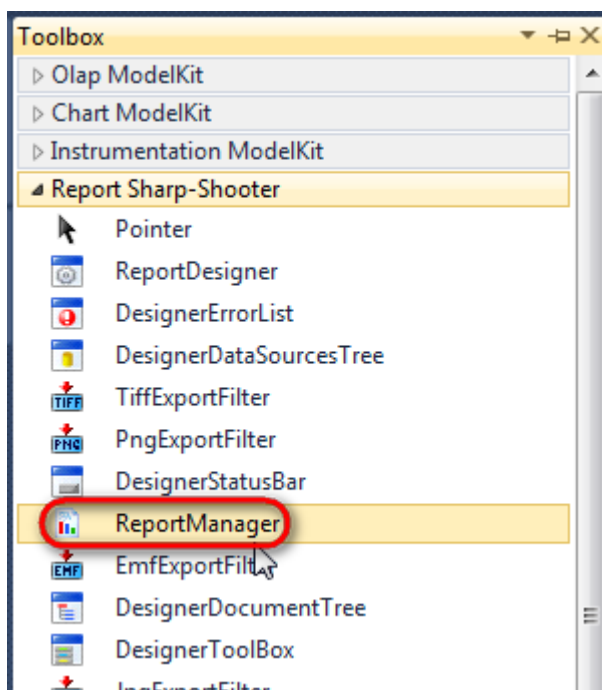 Toolbox
Olap ModelKit
Chart ModelKit
Instrumentation ModelKit
Report Sharp-Shooter
Pointer
ReportDesigner
DesignerErrorList
DesignerDataSourcesTree
TIFF TiffExportFilter
PNG PngExportFilter
DesignerStatusBar
ReportManager
EMF EmfExportFilt
DesignerDocumentTree
DesignerToolBox